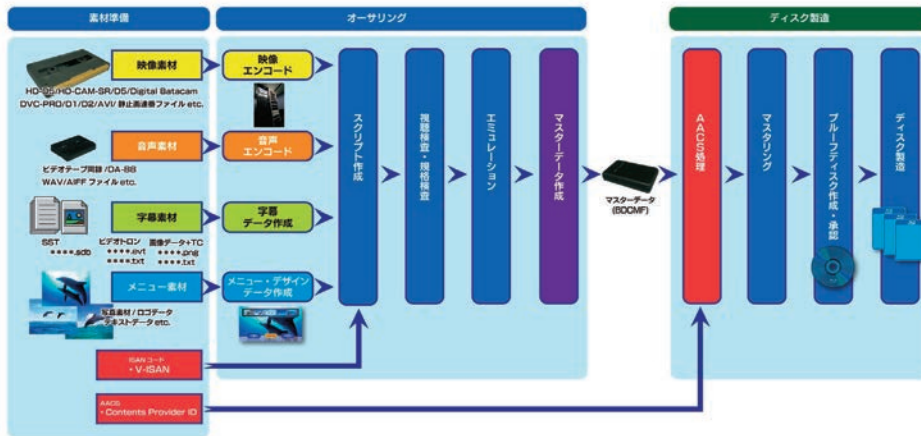 素材準備
オーサリング
ディスク製造
映像素材
HD-D5/HD-CAM-SR/D5/Digital Batacam
DVC-PRO/D1/D2/AVI/静止画連番ファイル etc.
音声素材
ビデオテープ同録/DA-88
WAV/AIFF ファイル etc.
字幕素材
SST
****.sdb
ビデオトロン
****.evt
****.txt
画像データ+TC
****.png
****.txt
メニュー素材
写真素材/ロゴデータ
テキストデータ etc.
ISAN コード
・V-ISAN
AACS
・Contents Provider ID
映像
エンコード
音声
エンコード
字幕
データ作成
メニュー・デザイン
データ作成
スクリプト作成
視聴検査・規格検査
エミュレーション
マスターデータ作成
マスターデータ
(BDCMF)
AACS処理
マスタリング
プルーフディスク作成・承認
ディスク製造